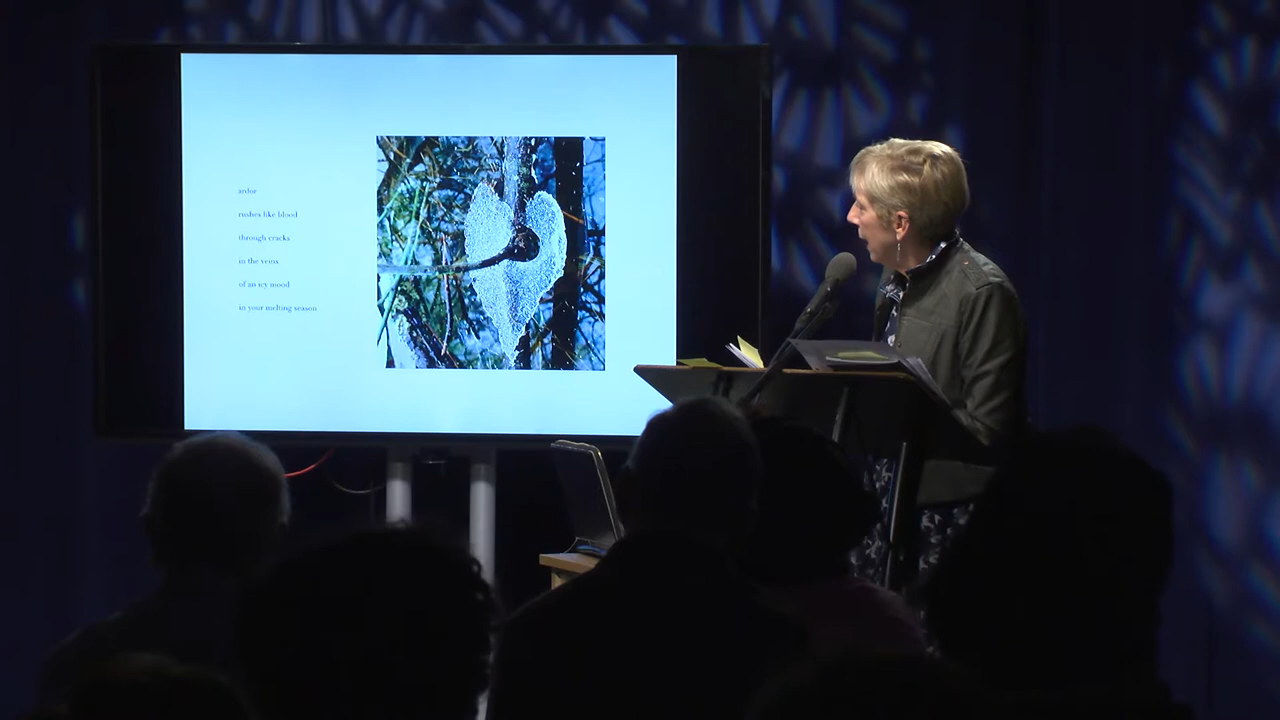 ardor
rushes like blood
through cracks
in the veins
of an icy mood
in your melting season